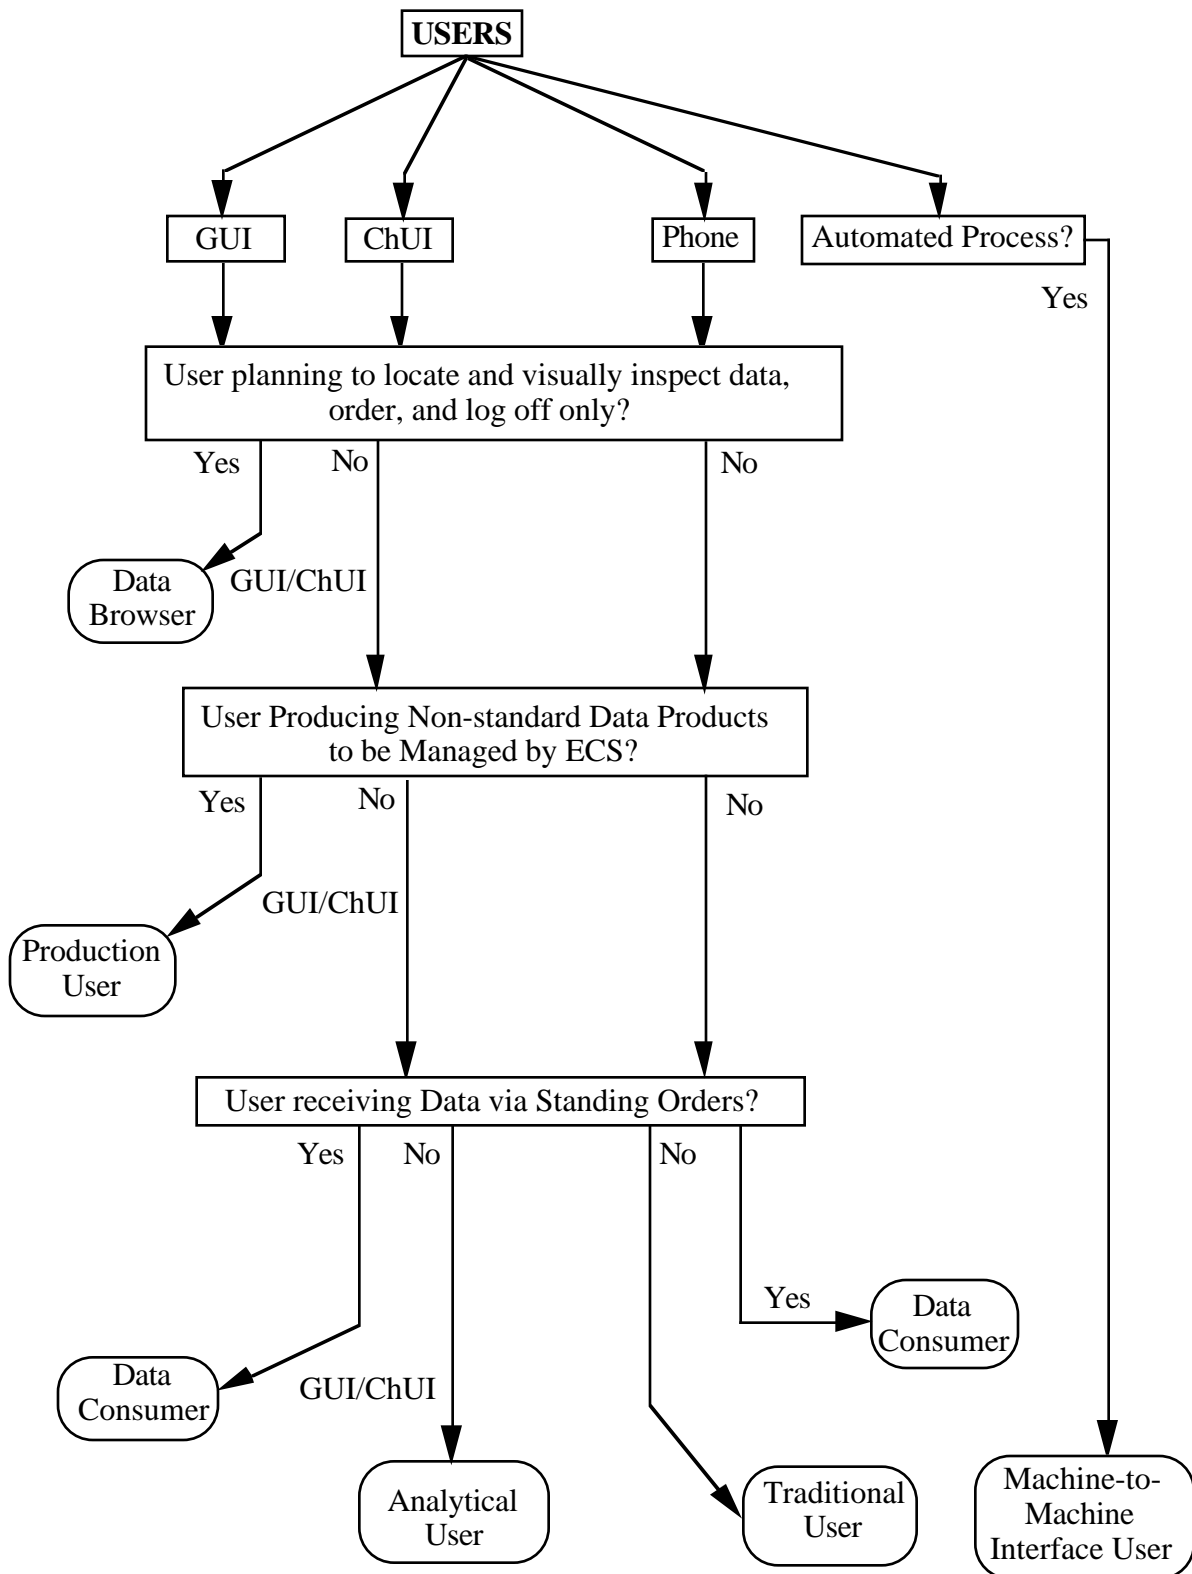 USERS
GUI
ChUI
Phone
Automated Process?
Yes
User planning to locate and visually inspect data,
order, and log off only?
Yes
No
No
Data
Browser
GUI/ChUI
User Producing Non-standard Data Products
to be Managed by ECS?
Yes
No
No
GUI/ChUI
Production
User
User receiving Data via Standing Orders?
Yes
No
No
Yes
Data
Consumer
Data
Consumer
GUI/ChUI
Analytical
User
Traditional
User
Machine-to-
Machine
Interface User